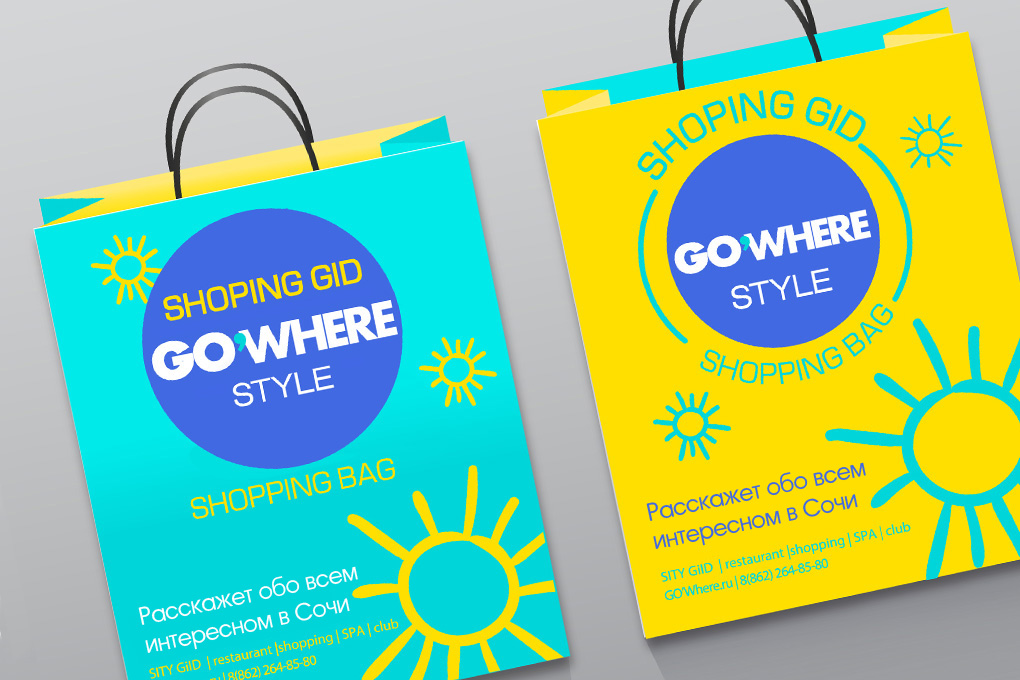 SHOPING GID
GO'WHERE
STYLE
SHOPPING BAG
Расскажет обо всем
интересном в Сочи
SITY GiID | restaurant |shopping | SPA | club
8(862) 264-85-80
SHOPING GID
GO'WHERE
STYLE
SHOPPING BAG
Расскажет обо всем
интересном в Сочи
SITY GiID | restaurant |shopping | SPA | club
GO'Where.ru | 8(862) 264-85-80